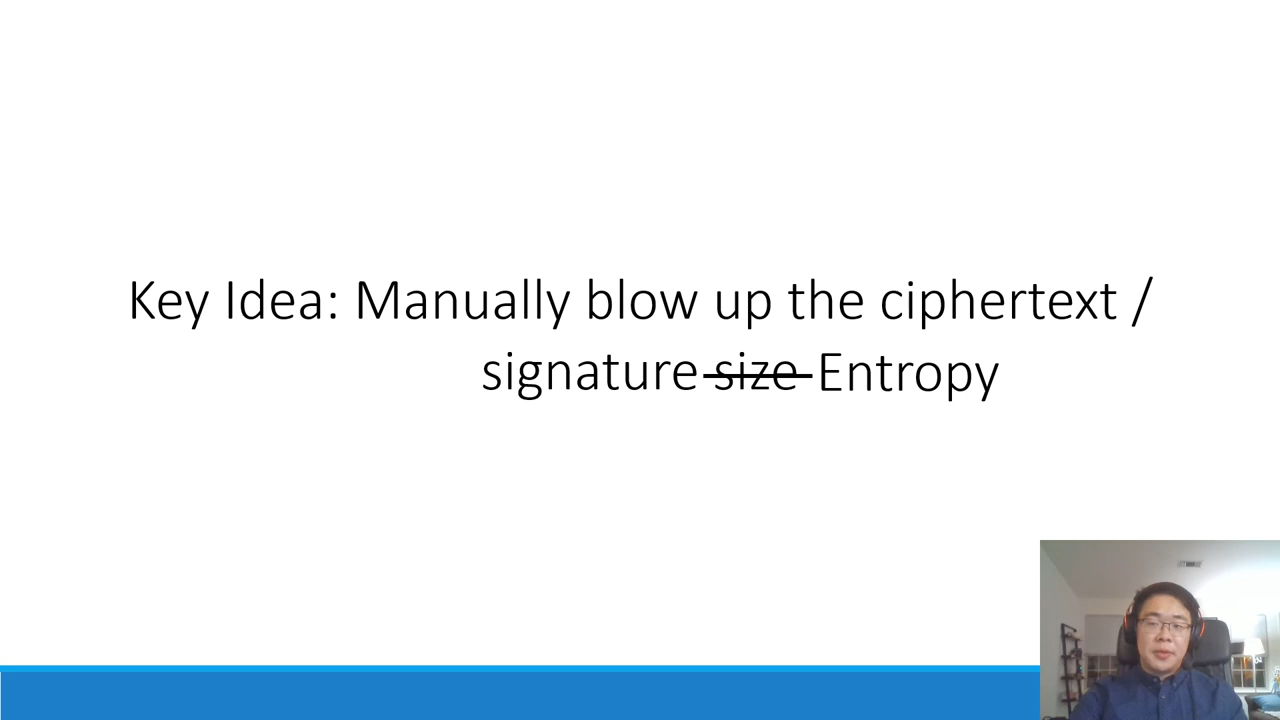 Key Idea: Manually blow up the ciphertext /
signature size Entropy